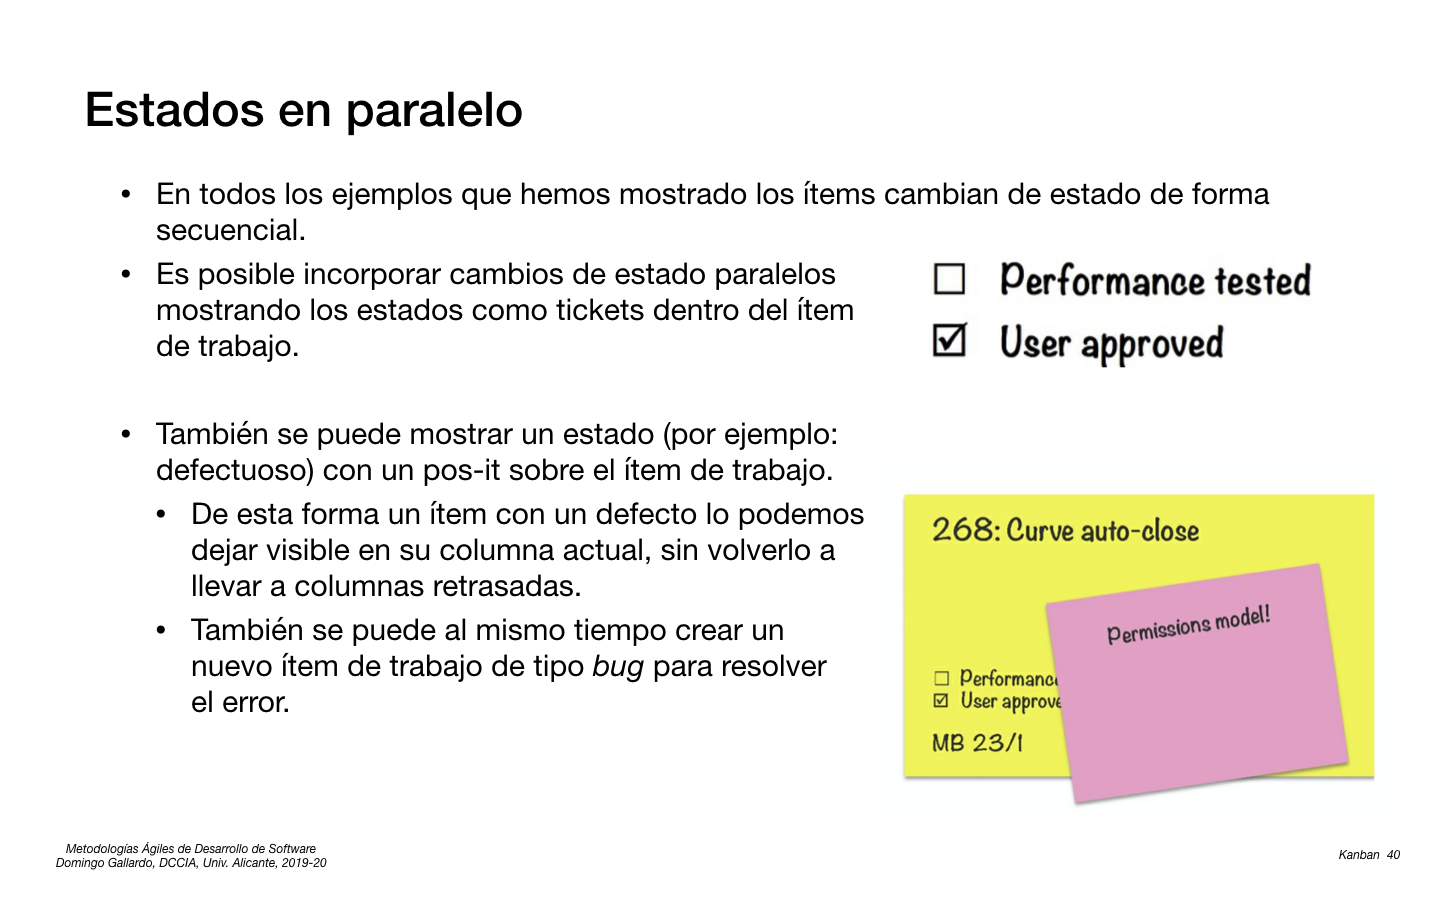 Estados en paralelo
• En todos los ejemplos que hemos mostrado los ítems cambian de estado de forma
secuencial.
• Es posible incorporar cambios de estado paralelos
mostrando los estados como tickets dentro del ítem
de trabajo.
☐ Performance tested
☑ User approved
• También se puede mostrar un estado (por ejemplo:
defectuoso) con un pos-it sobre el ítem de trabajo.
• De esta forma un ítem con un defecto lo podemos
dejar visible en su columna actual, sin volverlo a
llevar a columnas retrasadas.
• También se puede al mismo tiempo crear un
nuevo ítem de trabajo de tipo bug para resolver
el error.
268: Curve auto-close
Permissions model!
☐ Performanc
☑ User approve
MB 23/1
Metodologías Ágiles de Desarrollo de Software
Domingo Gallardo, DCCIA, Univ. Alicante, 2019-20
Kanban 40